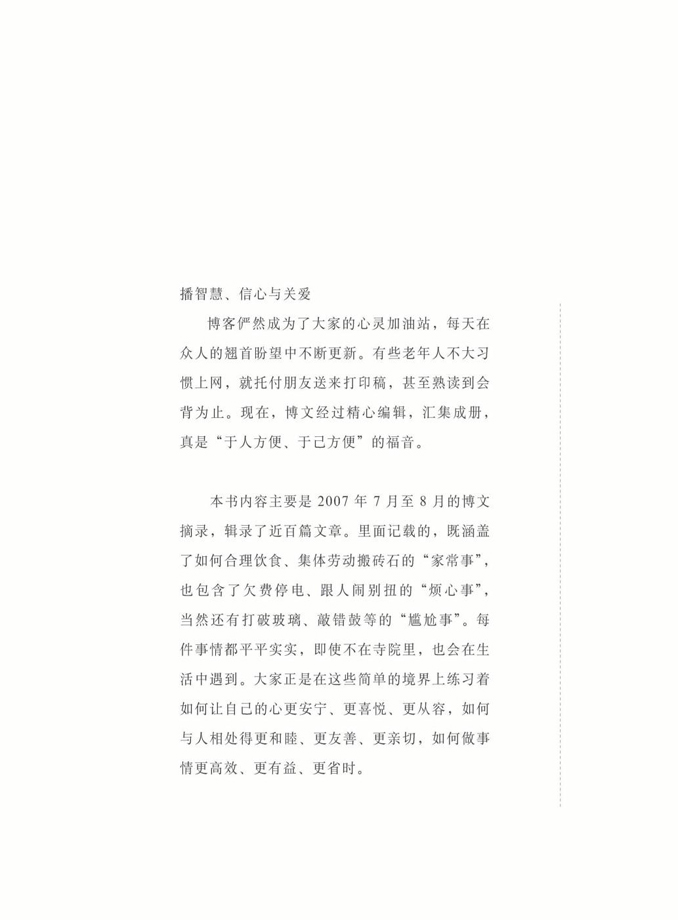 播智慧、信心与关爱
博客俨然成为了大家的心灵加油站，每天在
众人的翘首盼望中不断更新。有些老年人不大习
惯上网，就托付朋友送来打印稿，甚至熟读到会
背为止。现在，博文经过精心编辑，汇集成册，
真是“于人方便、于己方便”的福音。
本书内容主要是 2007 年 7 月至 8 月的博文
摘录，辑录了近百篇文章。里面记载的，既涵盖
了如何合理饮食、集体劳动搬砖石的“家常事”，
也包含了欠费停电、跟人闹别扭的“烦心事”，
当然还有打破玻璃、敲错鼓等的“尴尬事”。每
件事情都平平实实，即使不在寺院里，也会在生
活中遇到。大家正是在这些简单的境界上练习着
如何让自己的心更安宁、更喜悦、更从容，如何
与人相处得更和睦、更友善、更亲切，如何做事
情更高效、更有益、更省时。